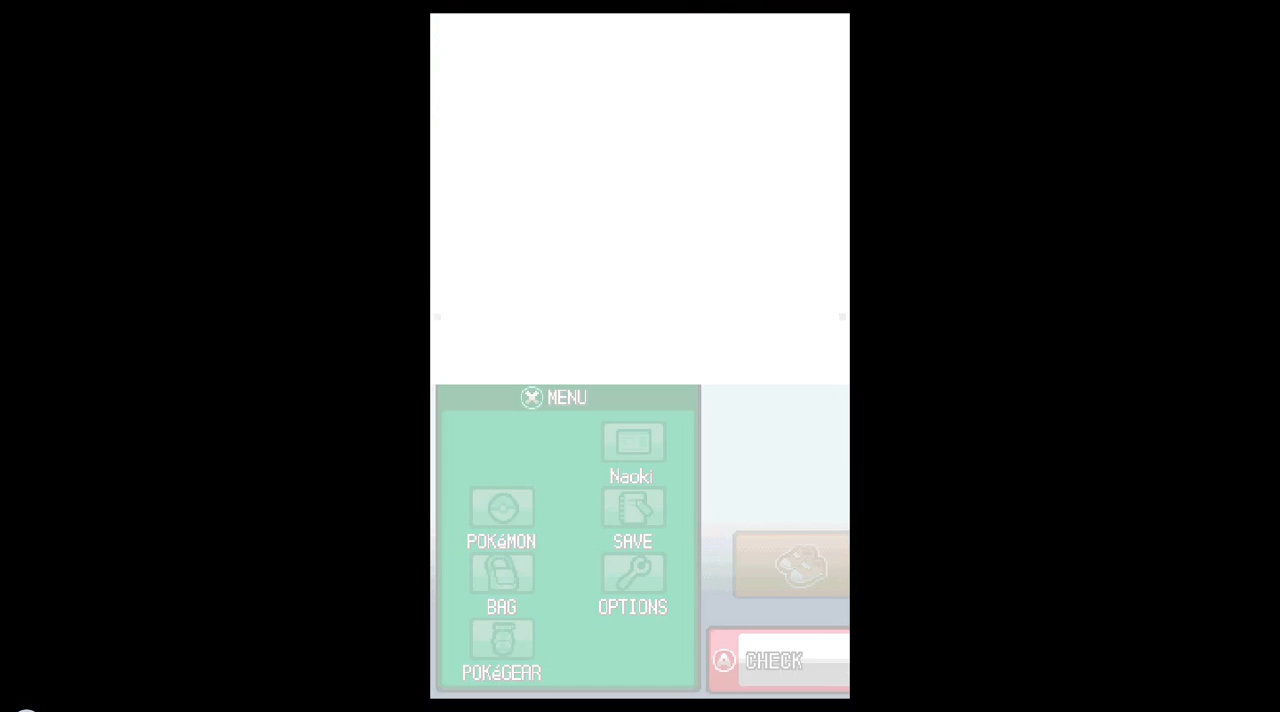 X MENU
Naoki
POKéMON
SAVE
BAG
OPTIONS
POKéGEAR
A CHECK